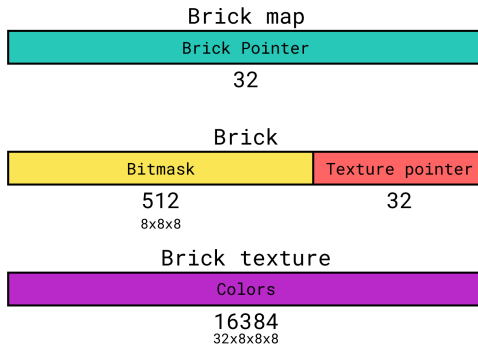 Brick map
Brick Pointer
32
Brick
Bitmask Texture pointer
512 32
8x8x8
Brick texture
Colors
16384
32x8x8x8